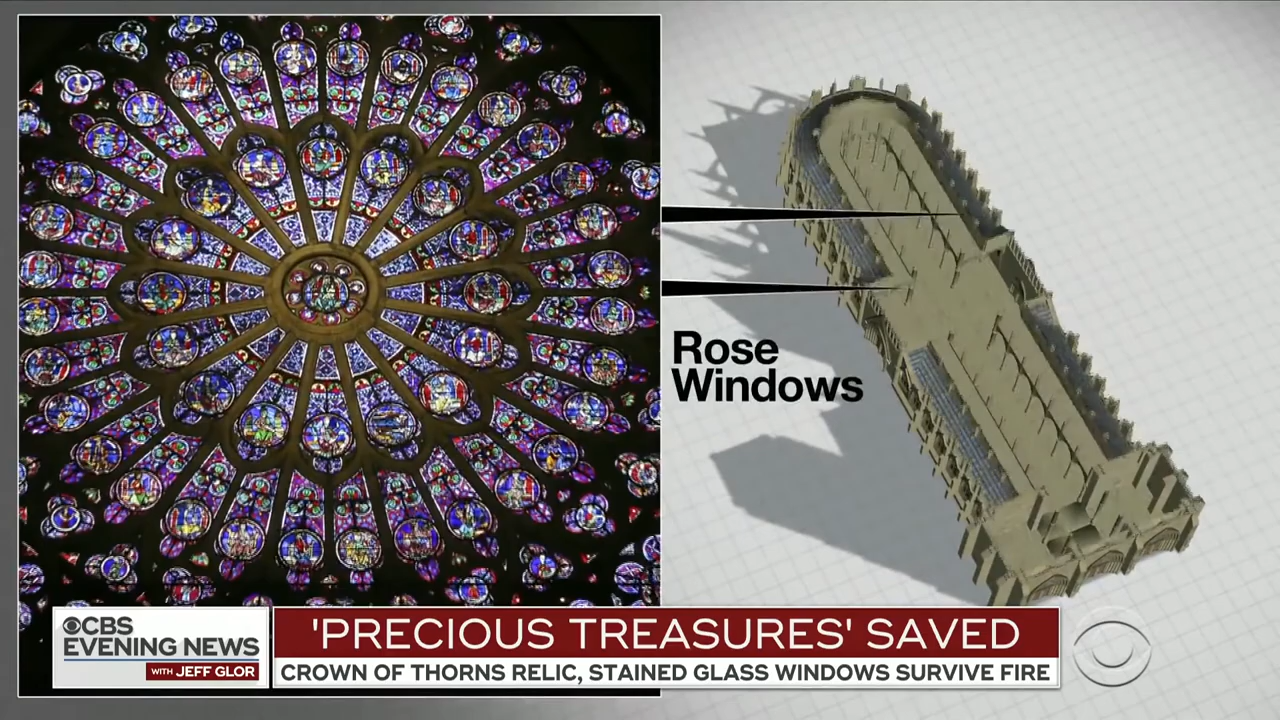 Rose
Windows
CBS
EVENING NEWS
WITH JEFF GLOR
'PRECIOUS TREASURES' SAVED
CROWN OF THORNS RELIC, STAINED GLASS WINDOWS SURVIVE FIRE